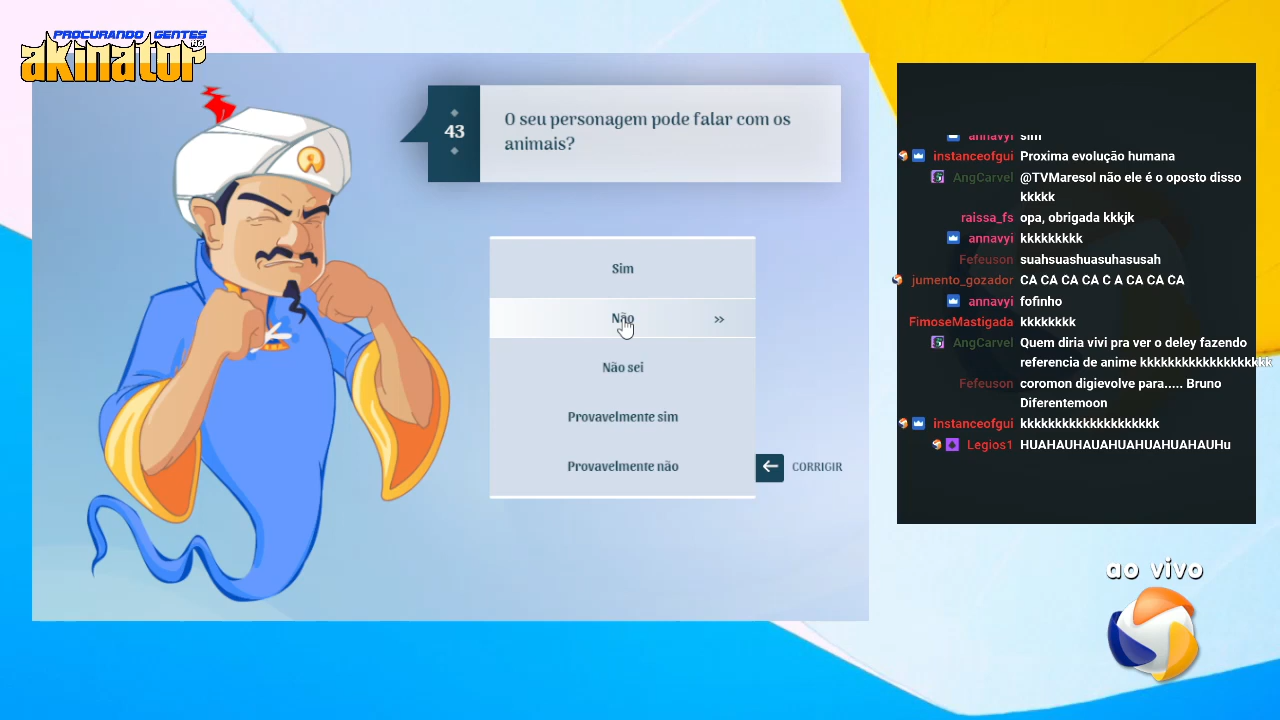 PROCURANDO GENTES
NO
akinator
43
O seu personagem pode falar com os
animais?
Sim
Não
Não sei
Provavelmente sim
Provavelmente não
CORRIGIR
annavyi sim
instanceofgui Proxima evolução humana
AngCarvel @TVMaresol não ele é o oposto disso
kkkkk
raissa_fs opa, obrigada kkkjk
annavyi kkkkkkkkk
Fefeuson suahsuashuasuhasusah
jumento_gozador CA CA CA CA C A CA CA CA
annavyi fofinho
FimoseMastigada kkkkkkkk
AngCarvel Quem diria vivi pra ver o deley fazendo
referencia de anime kkkkkkkkkkkkkkkkkkk
Fefeuson coromon digievolve para..... Bruno
Diferentemoon
instanceofgui kkkkkkkkkkkkkkkkkkkk
Legios1 HUAHAUHAUAHUAHUAHUAHAUHu
ao vivo